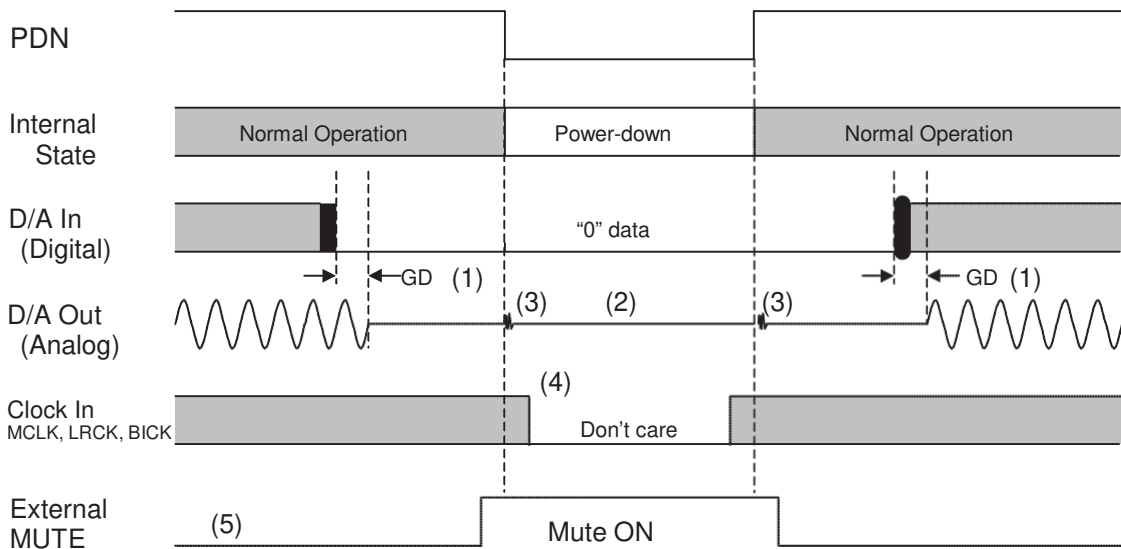 PDN
Internal
State
Normal Operation
Power-down
Normal Operation
D/A In
(Digital)
“0” data
GD
(1)
GD
(1)
D/A Out
(Analog)
(3)
(2)
(3)
Clock In
MCLK, LRCK, BICK
(4)
Don't care
External
MUTE
(5)
Mute ON